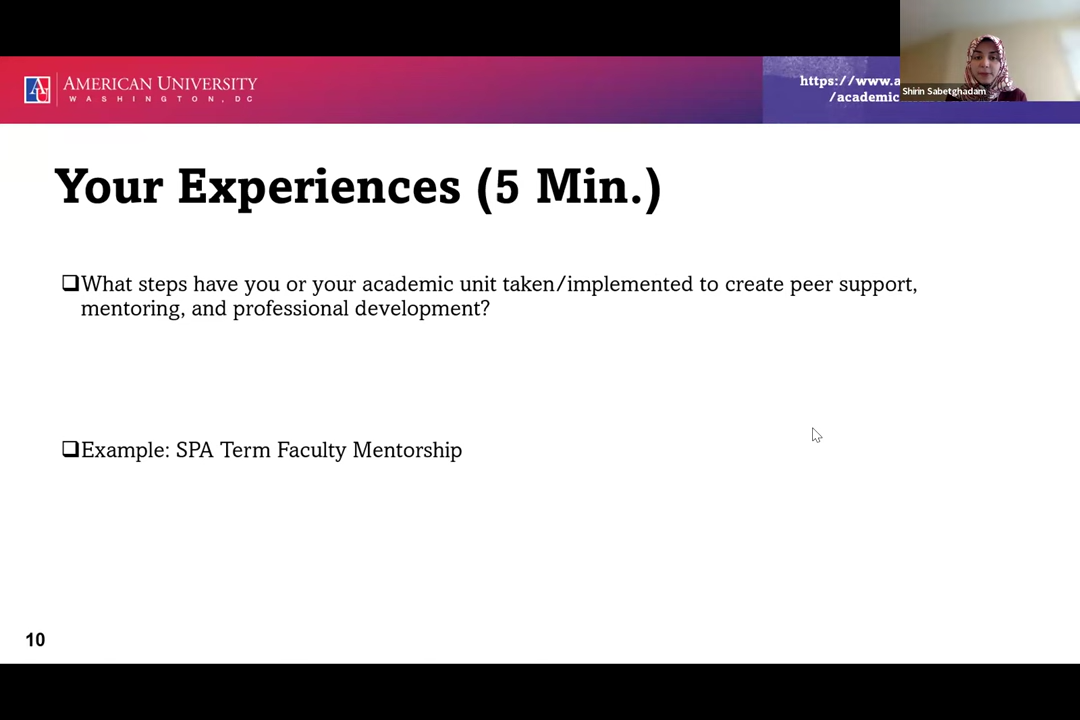 AMERICAN UNIVERSITY
WASHINGTON, DC
https://www.a
/academic
Shirin Sabetghadam
Your Experiences (5 Min.)
❑What steps have you or your academic unit taken/implemented to create peer support,
mentoring, and professional development?
❑Example: SPA Term Faculty Mentorship
10